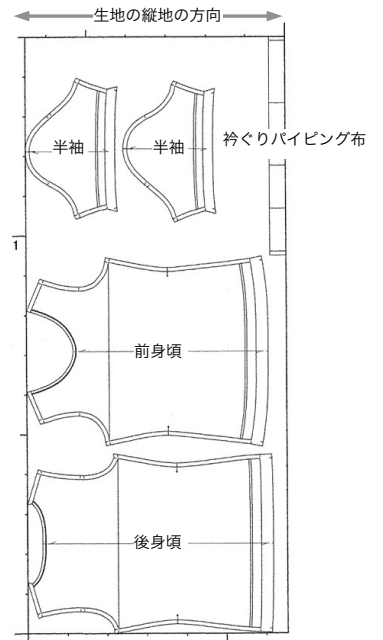 生地の縦地の方向
半袖
半袖
衿ぐりパイピング布
1
前身頃
後身頃